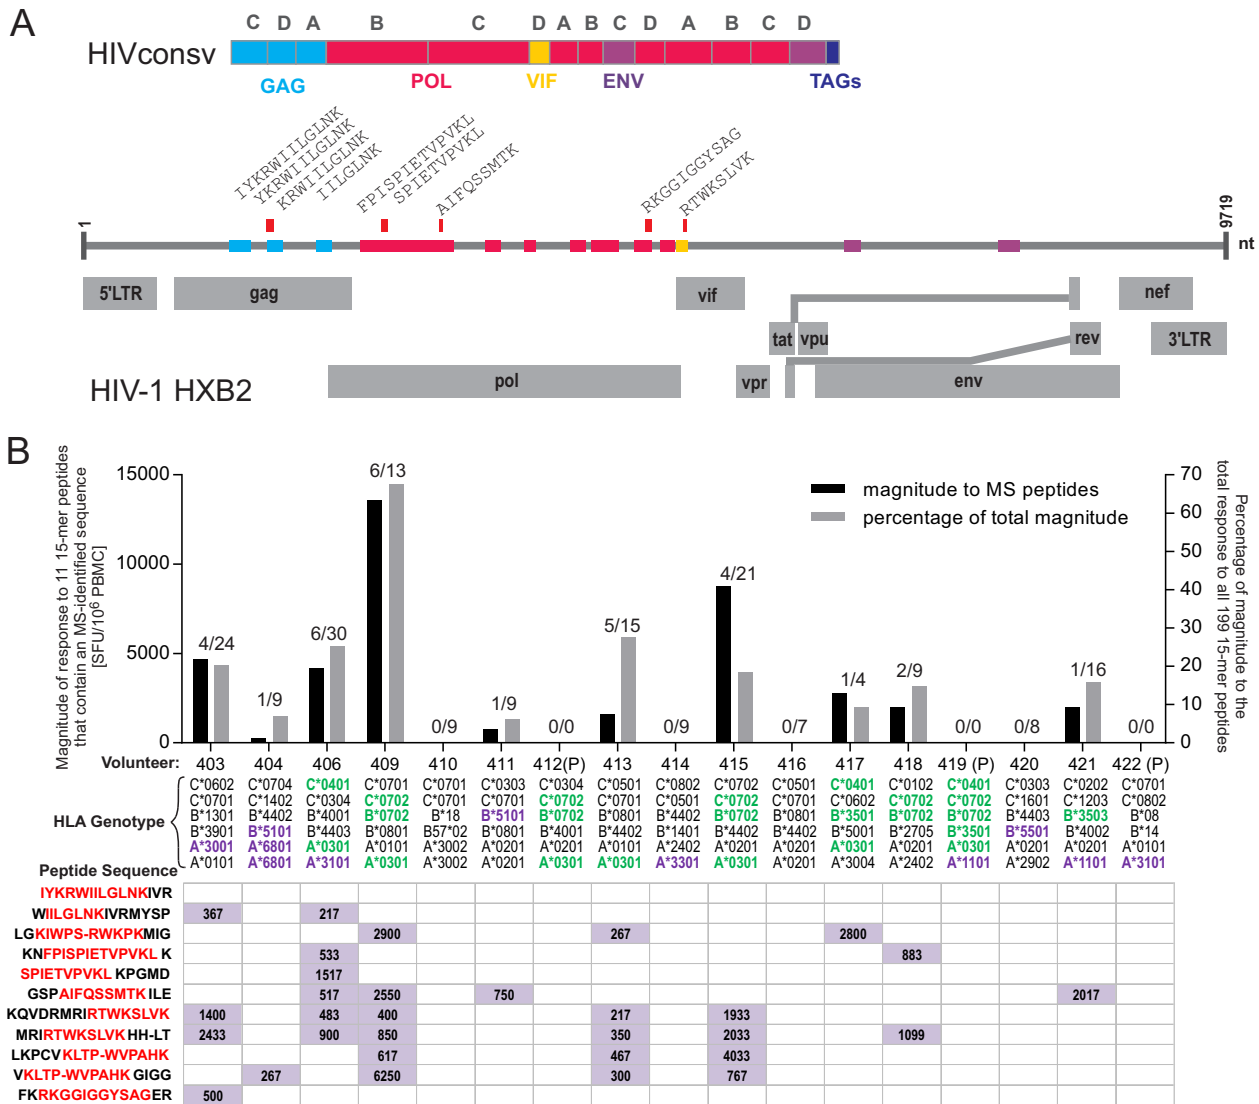 A
C D A B C D A B C D A B C D
HIVconsv
GAG POL VIF ENV TAGs
IYKRWIILGLNK
YKRWIILGLNK
KRWIILGLNK
IILGLNK
FPISPIETVPVKL
SPIETVPVKL
AIFQSSMTK
RKGGIGGYSAG
RTWKSLVK
1 9719
nt
5'LTR gag vif nef
tat vpu rev 3'LTR
pol vpr env
HIV-1 HXB2
B
Magnitude of response to 11 15-mer peptides
that contain an MS-identified sequence
[SFU/10⁶ PBMC]
15000
10000
5000
0
magnitude to MS peptides
percentage of total magnitude
70
60
50
40
30
20
10
0
Percentage of magnitude to the
total response to all 199 15-mer peptides
4/24 1/9 6/30 6/13 0/9 1/9 0/0 5/15 0/9 4/21 0/7 1/4 2/9 0/0 0/8 1/16 0/0
Volunteer: 403 404 406 409 410 411 412(P) 413 414 415 416 417 418 419 (P) 420 421 422 (P)
HLA Genotype
C*0602 C*0704 C*0401 C*0701 C*0701 C*0303 C*0304 C*0501 C*0802 C*0702 C*0501 C*0401 C*0102 C*0401 C*0303 C*0202 C*0701
C*0701 C*1402 C*0304 C*0702 C*0701 C*0701 C*0702 C*0701 C*0501 C*0702 C*0701 C*0602 C*0702 C*0702 C*1601 C*1203 C*0802
B*1301 B*4402 B*4001 B*0702 B*18 B*5101 B*0702 B*0801 B*4402 B*0702 B*0801 B*3501 B*0702 B*0702 B*4402 B*3503 B*08
B*3901 B*5101 B*4403 B*0801 B57*02 B*0801 B*4001 B*4402 B*1401 B*4402 B*4402 B*5001 B*2705 B*3501 B*5501 B*4002 B*14
A*3001 A*6801 A*0301 A*0101 A*3002 A*0201 A*0201 A*0101 A*2402 A*0201 A*0201 A*0301 A*0201 A*0301 A*0201 A*0201 A*0201
A*0101 A*6801 A*3101 A*0301 A*3002 A*0201 A*0301 A*0301 A*3301 A*0301 A*0201 A*3004 A*2402 A*1101 A*2902 A*1101 A*3101
Peptide Sequence
IYKRWIILGLNKIVR
WIILGLNKIVRMYSP 367 217
LGKIWPS-RWKPKMIG 2900 267 2800
KNFPISPIETVPVKL K 533 883
SPIETVPVKL KPGMD 1517
GSPAIFQSSMTK ILE 517 2550 750 2017
KQVDRMRIRTWKSLVK 1400 483 400 217 1933
MRIRTWKSLVK HH-LT 2433 900 850 350 2033 1099
LKPCVKLTP-WVPAHK 617 467 4033
VKLTP-WVPAHK GIGG 267 6250 300 767
FKRKGGIGGYSAGER 500